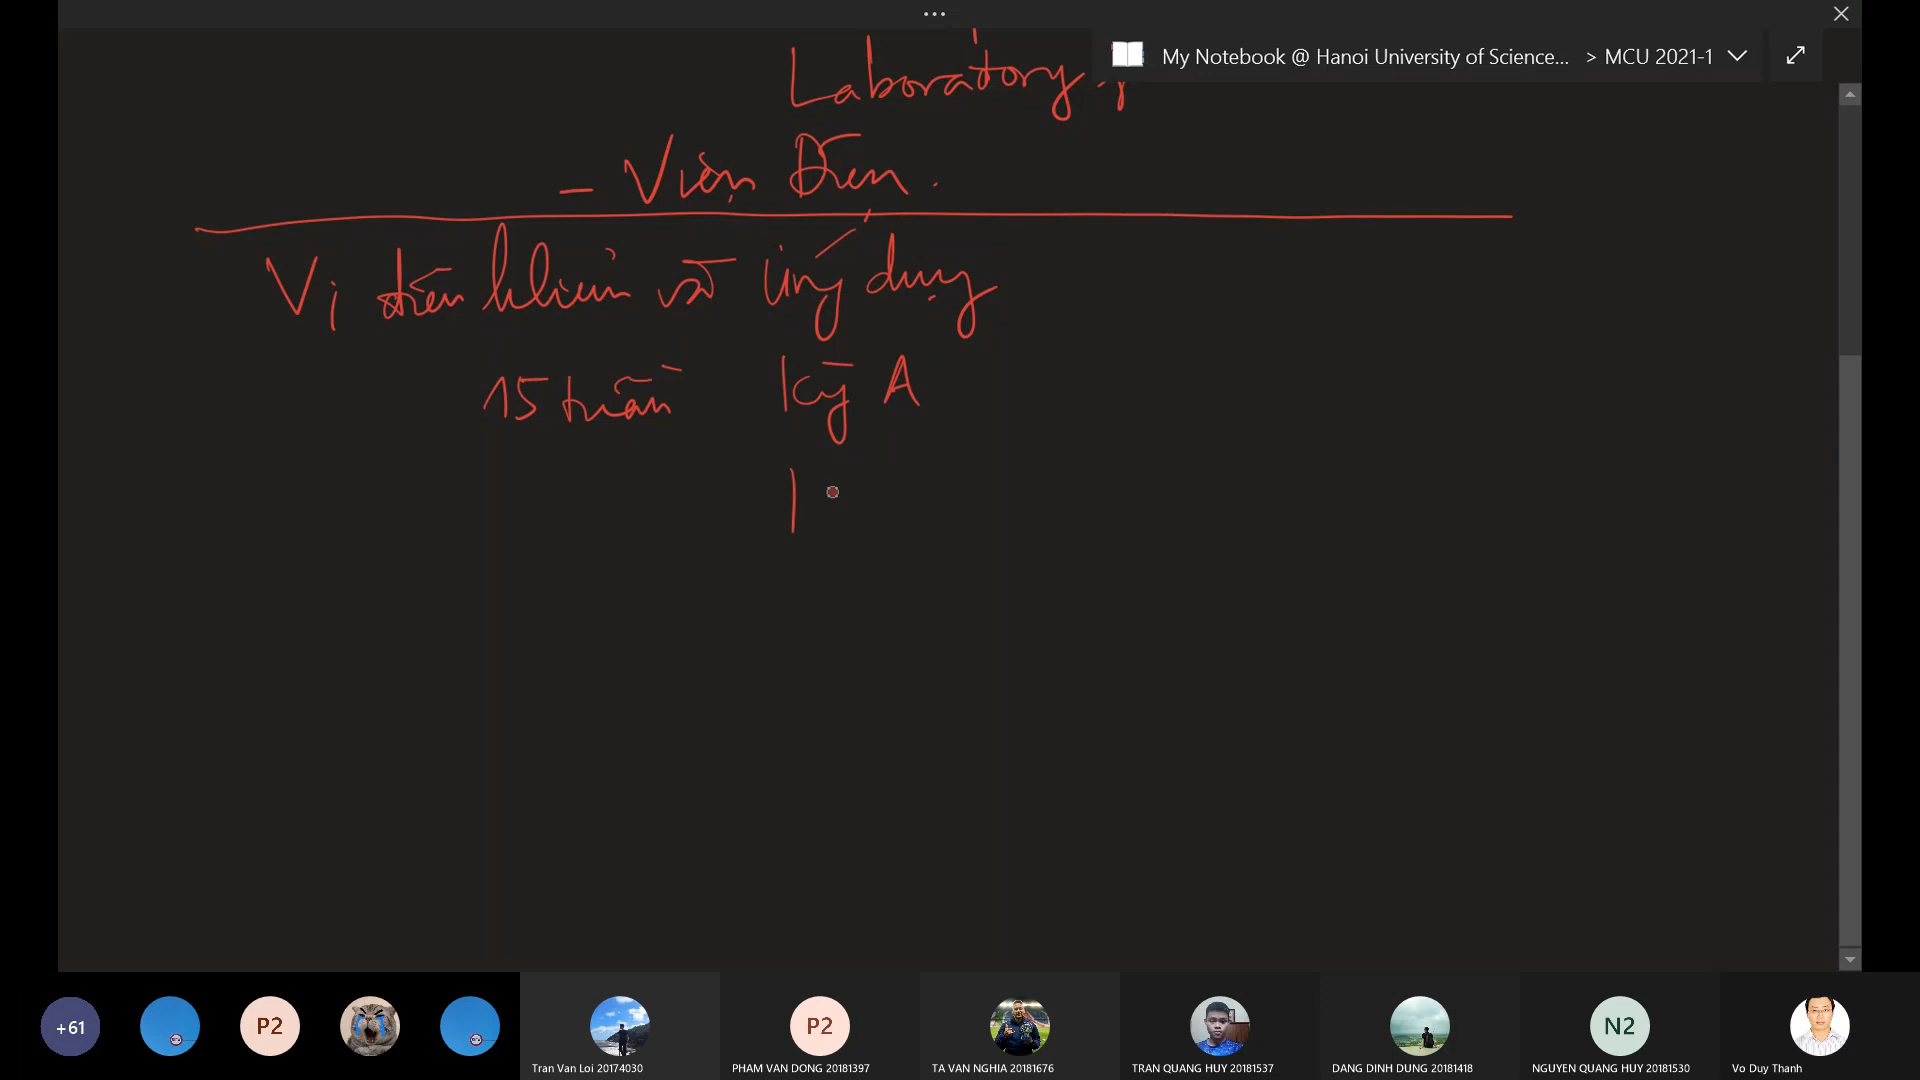 My Notebook @ Hanoi University of Science... > MCU 2021-1
Laboratory.
- Viện Điện.
Vi điều khiển và ứng dụng
15 tuần Kỳ A
+61
P2
Tran Van Loi 20174030
P2
PHAM VAN DONG 20181397
TA VAN NGHIA 20181676
TRAN QUANG HUY 20181537
DANG DINH DUNG 20181418
N2
NGUYEN QUANG HUY 20181530
Vo Duy Thanh